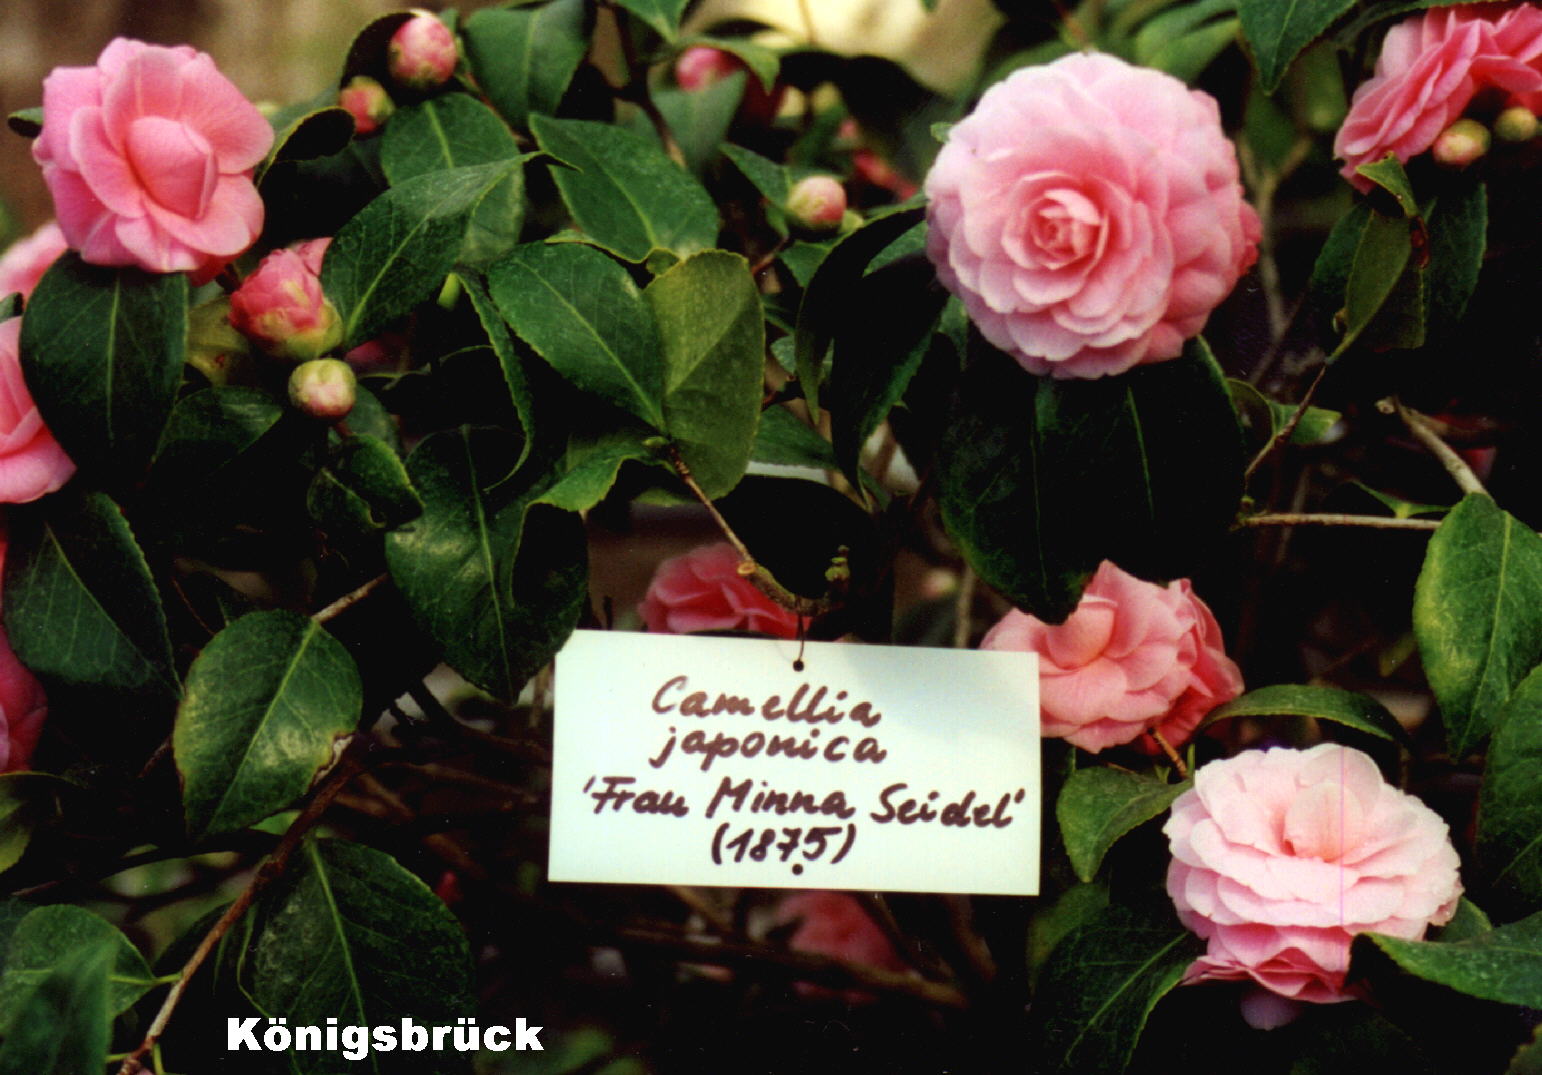 Camellia
japonica
'Frau Minna Seidel'
(1875)
Königsbrück